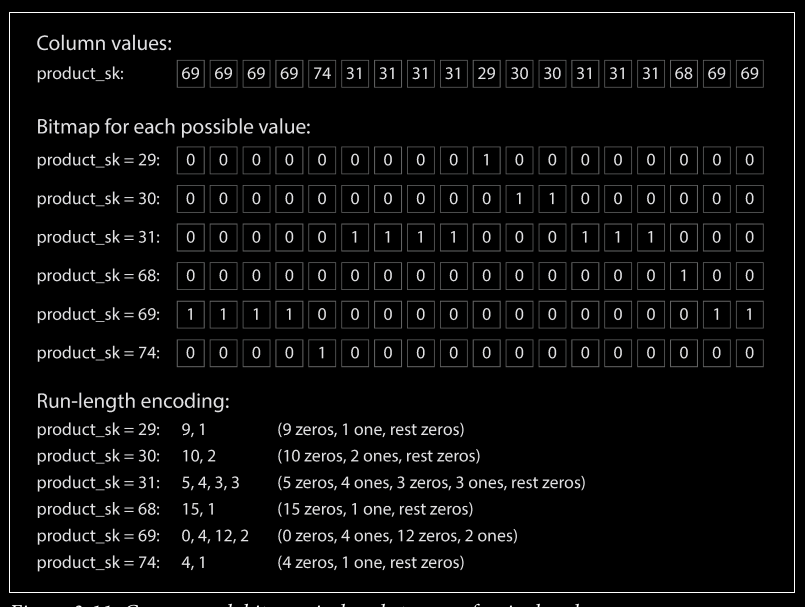 Column values:
product_sk: 69 69 69 69 74 31 31 31 31 29 30 30 31 31 31 68 69 69
Bitmap for each possible value:
product_sk = 29: 0 0 0 0 0 0 0 0 0 1 0 0 0 0 0 0 0 0
product_sk = 30: 0 0 0 0 0 0 0 0 0 0 1 1 0 0 0 0 0 0
product_sk = 31: 0 0 0 0 0 1 1 1 1 0 0 0 1 1 1 0 0 0
product_sk = 68: 0 0 0 0 0 0 0 0 0 0 0 0 0 0 0 1 0 0
product_sk = 69: 1 1 1 1 0 0 0 0 0 0 0 0 0 0 0 0 1 1
product_sk = 74: 0 0 0 0 1 0 0 0 0 0 0 0 0 0 0 0 0 0
Run-length encoding:
product_sk = 29: 9, 1 (9 zeros, 1 one, rest zeros)
product_sk = 30: 10, 2 (10 zeros, 2 ones, rest zeros)
product_sk = 31: 5, 4, 3, 3 (5 zeros, 4 ones, 3 zeros, 3 ones, rest zeros)
product_sk = 68: 15, 1 (15 zeros, 1 one, rest zeros)
product_sk = 69: 0, 4, 12, 2 (0 zeros, 4 ones, 12 zeros, 2 ones)
product_sk = 74: 4, 1 (4 zeros, 1 one, rest zeros)